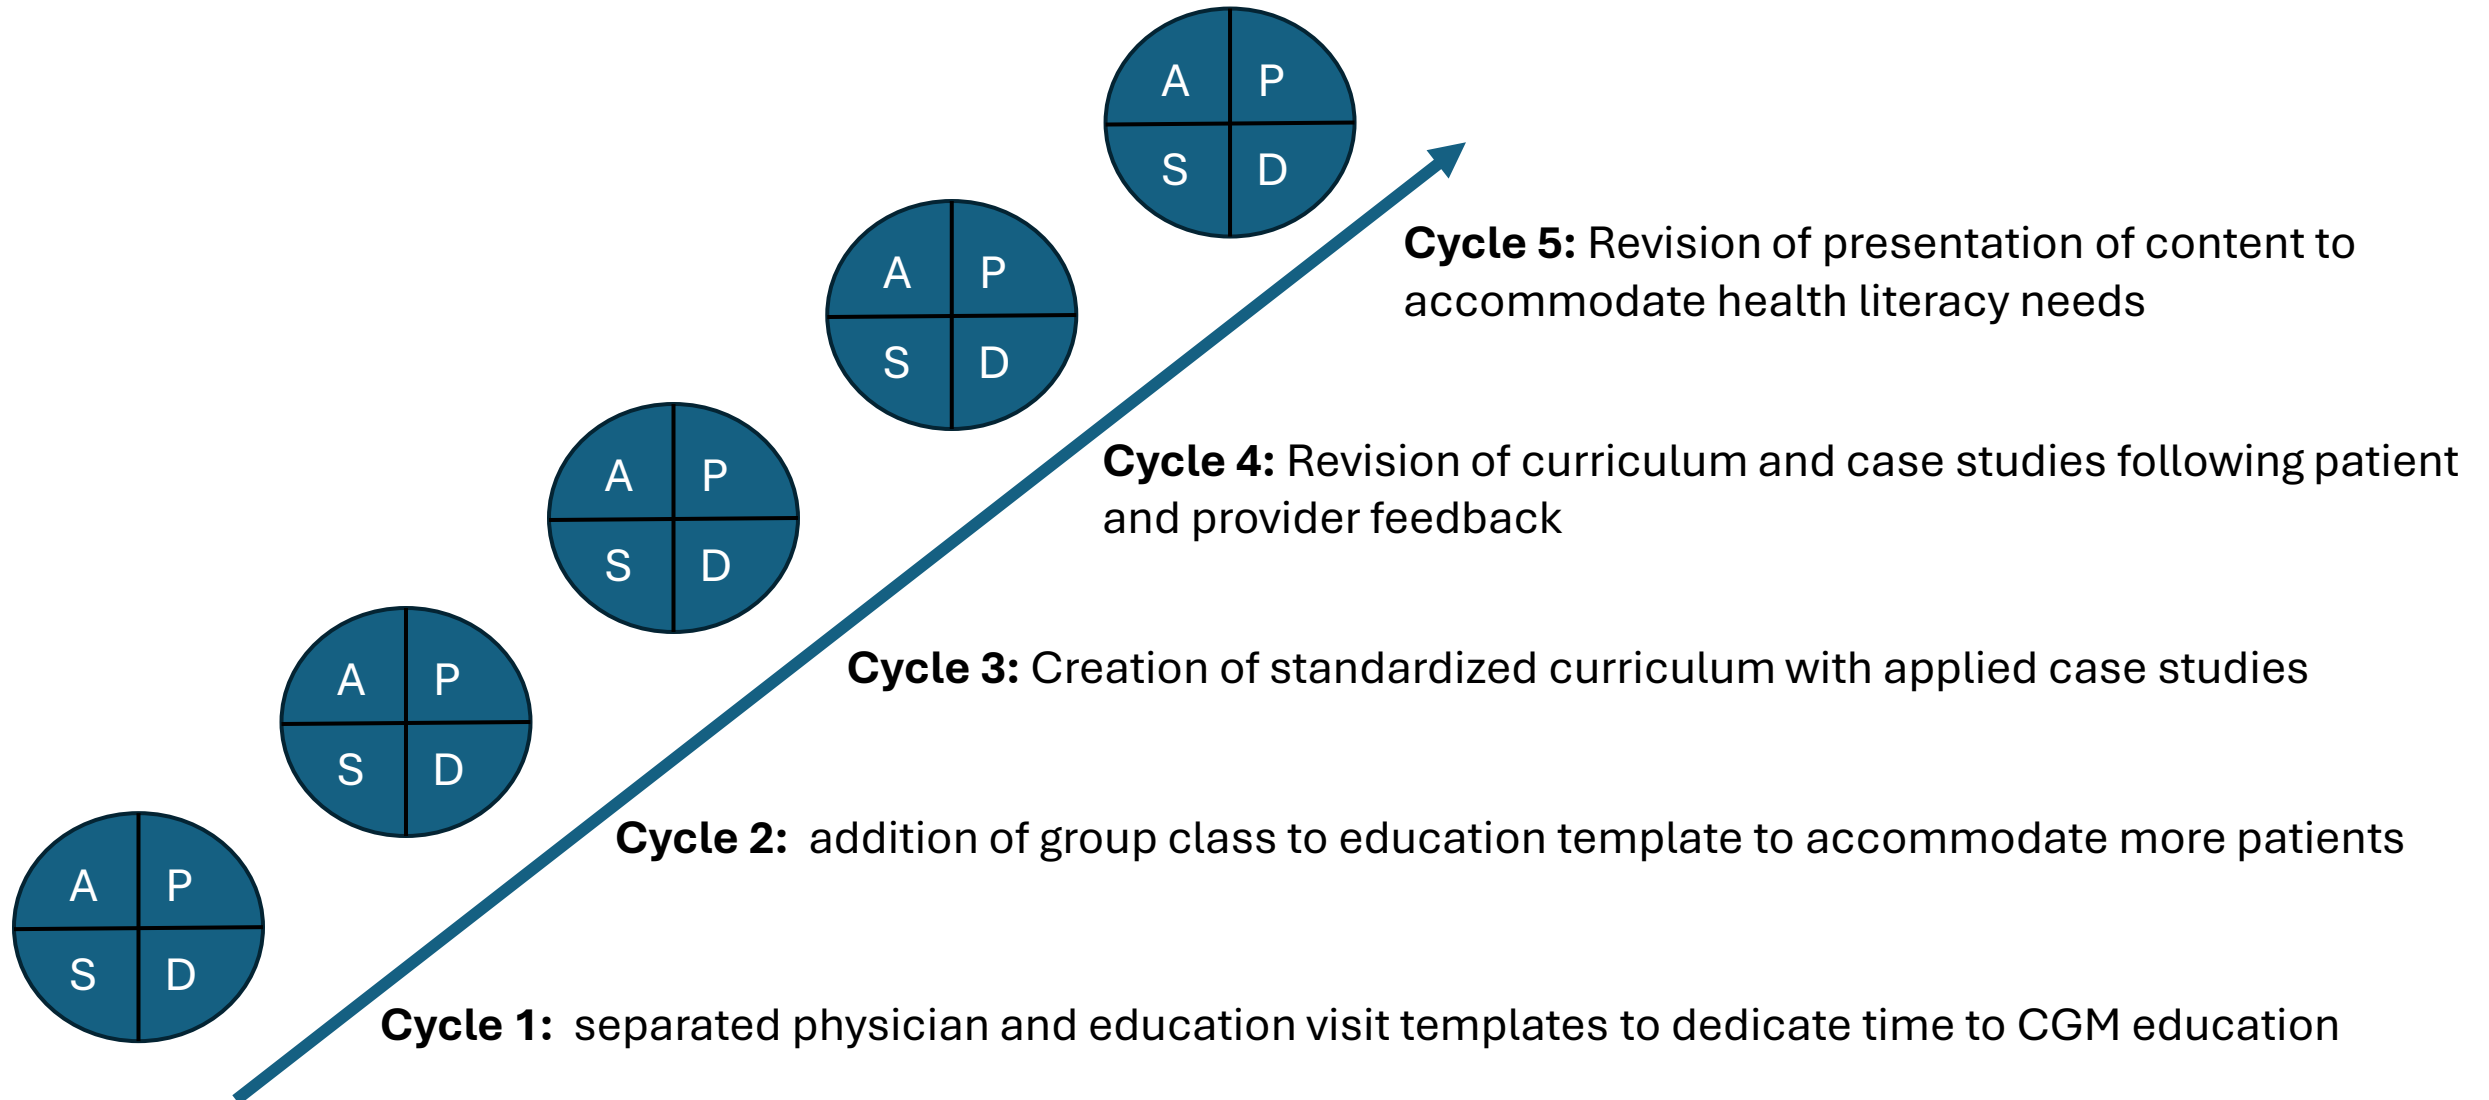 A P
S D
Cycle 5: Revision of presentation of content to
accommodate health literacy needs
A P
S D
Cycle 4: Revision of curriculum and case studies following patient
and provider feedback
A P
S D
Cycle 3: Creation of standardized curriculum with applied case studies
A P
S D
Cycle 2:  addition of group class to education template to accommodate more patients
A P
S D
Cycle 1:  separated physician and education visit templates to dedicate time to CGM education